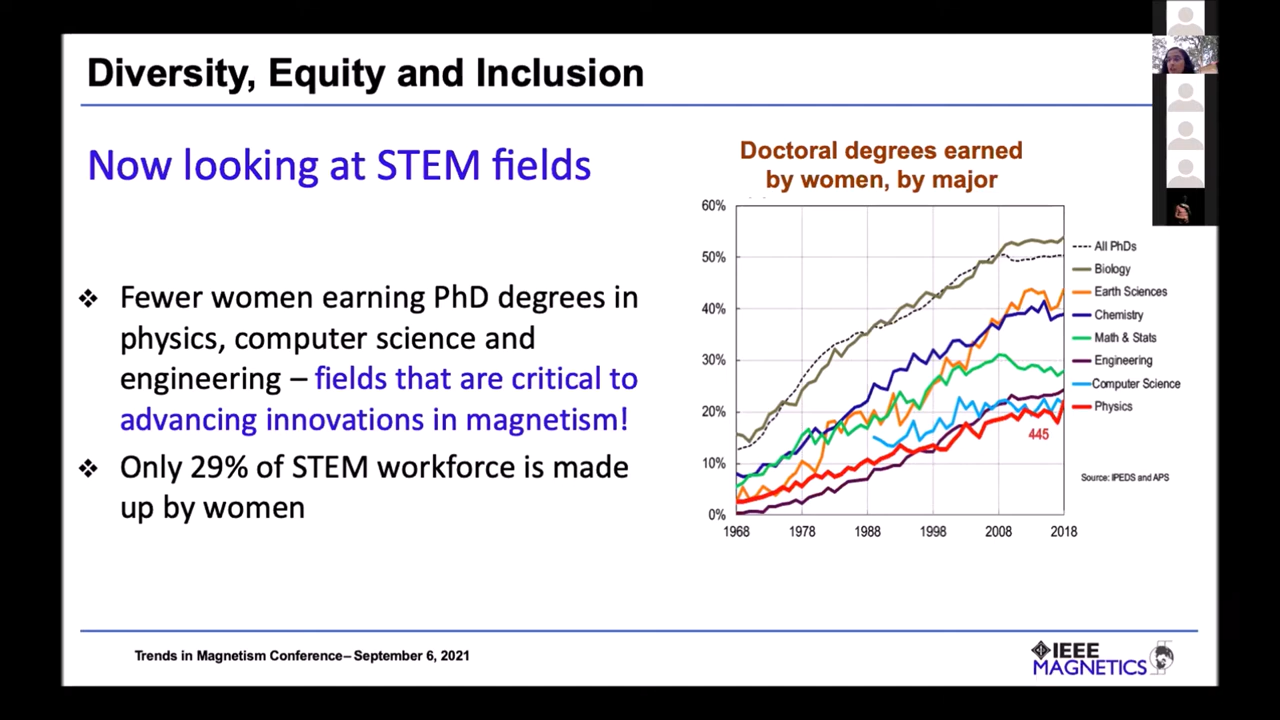 Diversity, Equity and Inclusion
Now looking at STEM fields
❖ Fewer women earning PhD degrees in
physics, computer science and
engineering – fields that are critical to
advancing innovations in magnetism!
❖ Only 29% of STEM workforce is made
up by women
Doctoral degrees earned
by women, by major
60%
50%
40%
30%
20%
10%
0%
1968 1978 1988 1998 2008 2018
All PhDs
Biology
Earth Sciences
Chemistry
Math & Stats
Engineering
Computer Science
Physics
445
Source: IPEDS and APS
Trends in Magnetism Conference– September 6, 2021
IEEE
MAGNETICS